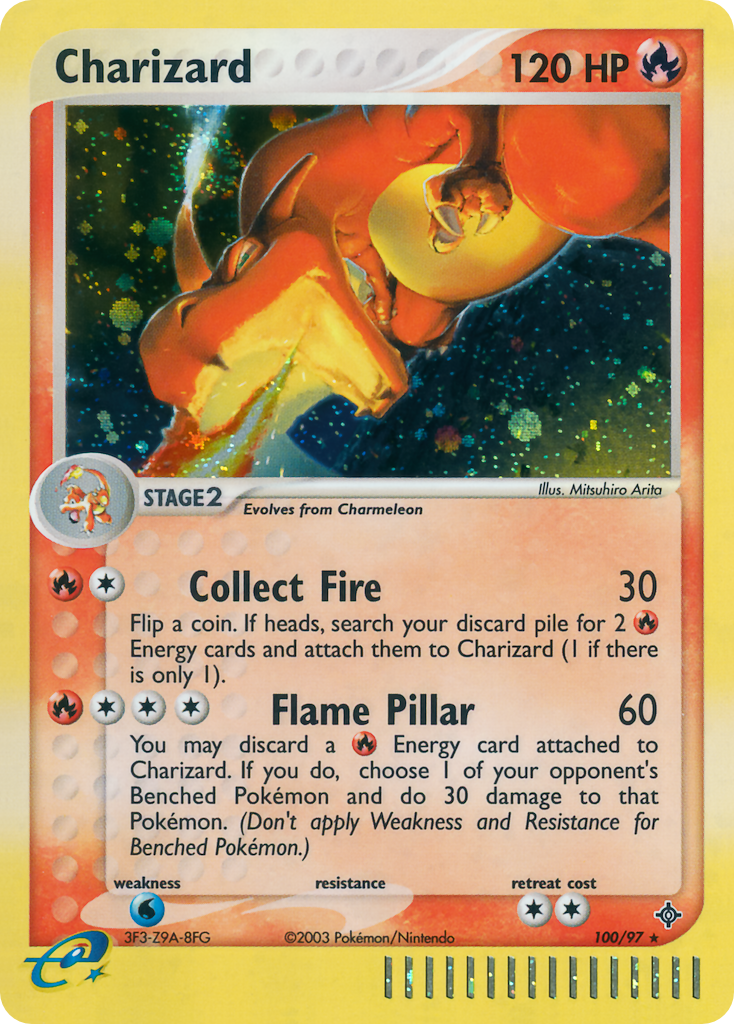 Charizard 120 HP
STAGE2
Illus. Mitsuhiro Arita
Evolves from Charmeleon
Collect Fire 30
Flip a coin. If heads, search your discard pile for 2
Energy cards and attach them to Charizard (1 if there
is only 1).
Flame Pillar 60
You may discard a Energy card attached to
Charizard. If you do, choose 1 of your opponent's
Benched Pokémon and do 30 damage to that
Pokémon. (Don't apply Weakness and Resistance for
Benched Pokémon.)
weakness resistance retreat cost
3F3-Z9A-8FG ©2003 Pokémon/Nintendo 100/97 ★
e